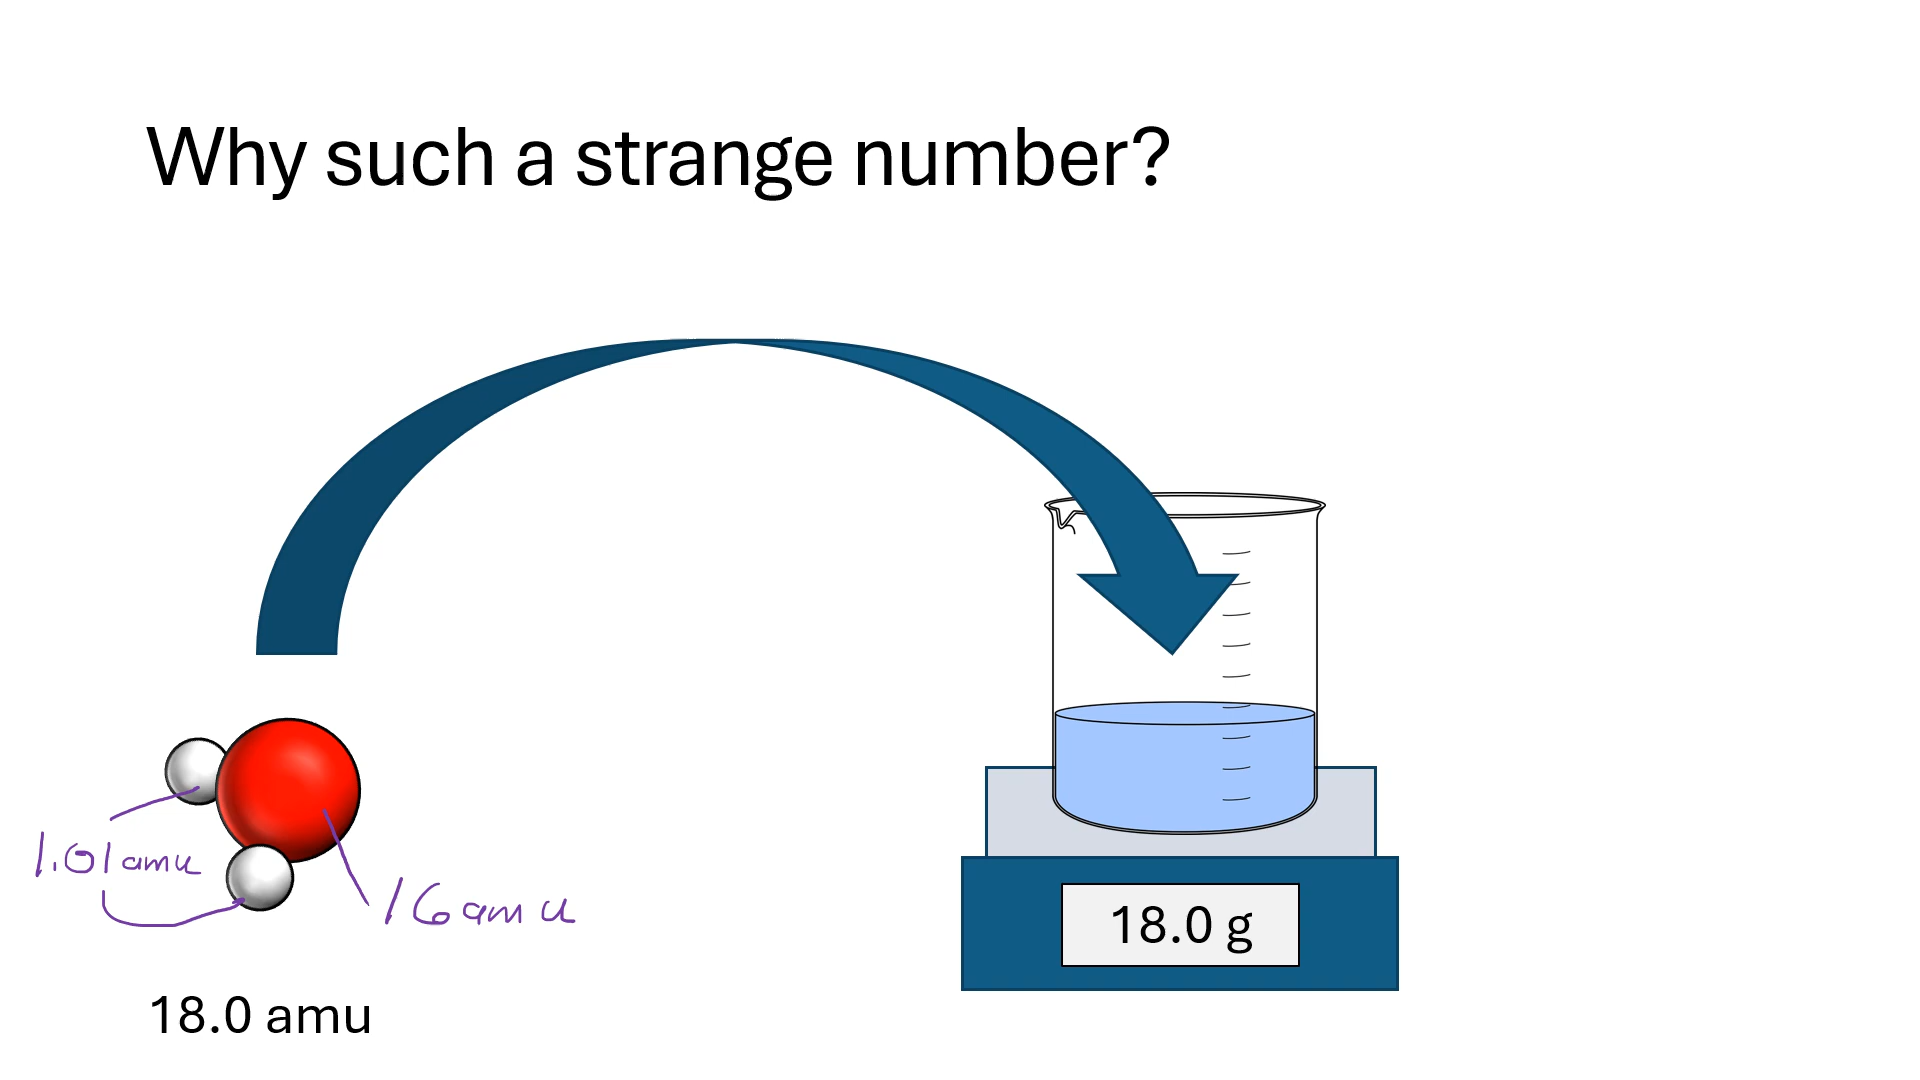 Why such a strange number?
1.01 amu
16 amu
18.0 g
18.0 amu